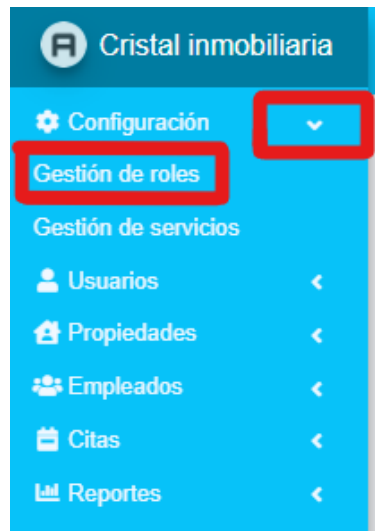 Cristal inmobiliaria
Configuración
Gestión de roles
Gestión de servicios
Usuarios
Propiedades
Empleados
Citas
Reportes